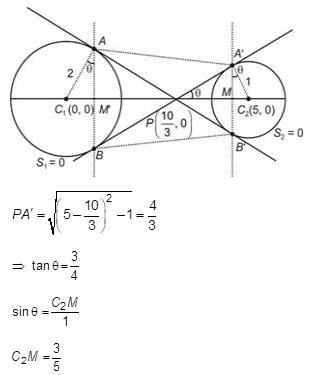 A
A'
2
θ
θ
1
θ
C₁(0, 0)
M'
M
C₂(5, 0)
P(10/3, 0)
S₁=0
B
B'
S₂=0
PA' = √((5 − 10/3)² − 1) = 4/3
⇒ tan θ = 3/4
sin θ = C₂M/1
C₂M = 3/5